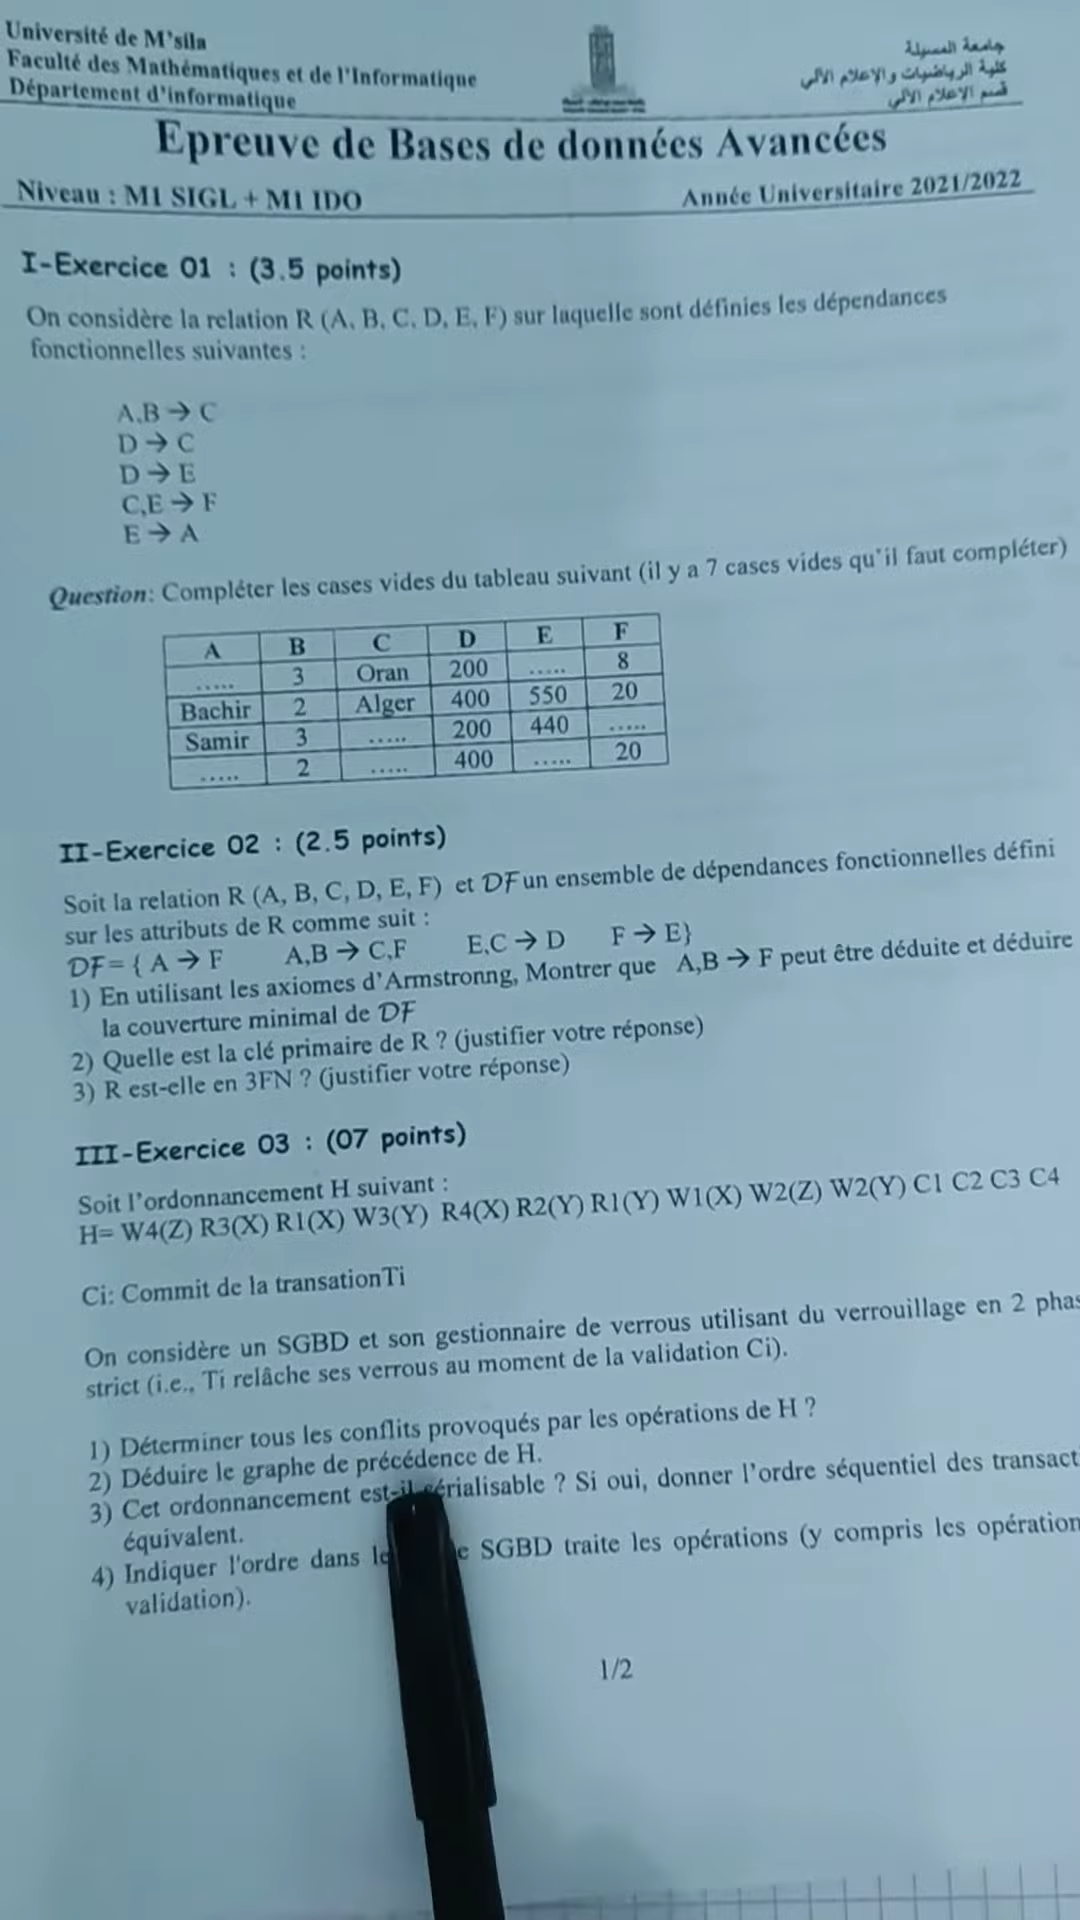 Université de M'sila
Faculté des Mathématiques et de l'Informatique
Département d'informatique
جامعة المسيلة
كلية الرياضيات والإعلام الآلي
قسم الإعلام الآلي
Epreuve de Bases de données Avancées
Niveau : M1 SIGL + M1 IDO
Année Universitaire 2021/2022
I-Exercice 01 : (3.5 points)
On considère la relation R (A, B, C, D, E, F) sur laquelle sont définies les dépendances
fonctionnelles suivantes :
A,B → C
D → C
D → E
C,E → F
E → A
Question: Compléter les cases vides du tableau suivant (il y a 7 cases vides qu'il faut compléter)
A B C D E F
..... 3 Oran 200 ..... 8
Bachir 2 Alger 400 550 20
Samir 3 ..... 200 440 .....
..... 2 ..... 400 ..... 20
II-Exercice 02 : (2.5 points)
Soit la relation R (A, B, C, D, E, F) et DF un ensemble de dépendances fonctionnelles défini
sur les attributs de R comme suit :
DF= { A → F A,B → C,F E,C → D F → E}
1) En utilisant les axiomes d'Armstronng, Montrer que A,B → F peut être déduite et déduire
la couverture minimal de DF
2) Quelle est la clé primaire de R ? (justifier votre réponse)
3) R est-elle en 3FN ? (justifier votre réponse)
III-Exercice 03 : (07 points)
Soit l'ordonnancement H suivant :
H= W4(Z) R3(X) R1(X) W3(Y) R4(X) R2(Y) R1(Y) W1(X) W2(Z) W2(Y) C1 C2 C3 C4
Ci: Commit de la transationTi
On considère un SGBD et son gestionnaire de verrous utilisant du verrouillage en 2 phas
strict (i.e., Ti relâche ses verrous au moment de la validation Ci).
1) Déterminer tous les conflits provoqués par les opérations de H ?
2) Déduire le graphe de précédence de H.
3) Cet ordonnancement est-il sérialisable ? Si oui, donner l'ordre séquentiel des transact
équivalent.
4) Indiquer l'ordre dans le e SGBD traite les opérations (y compris les opération
validation).
1/2